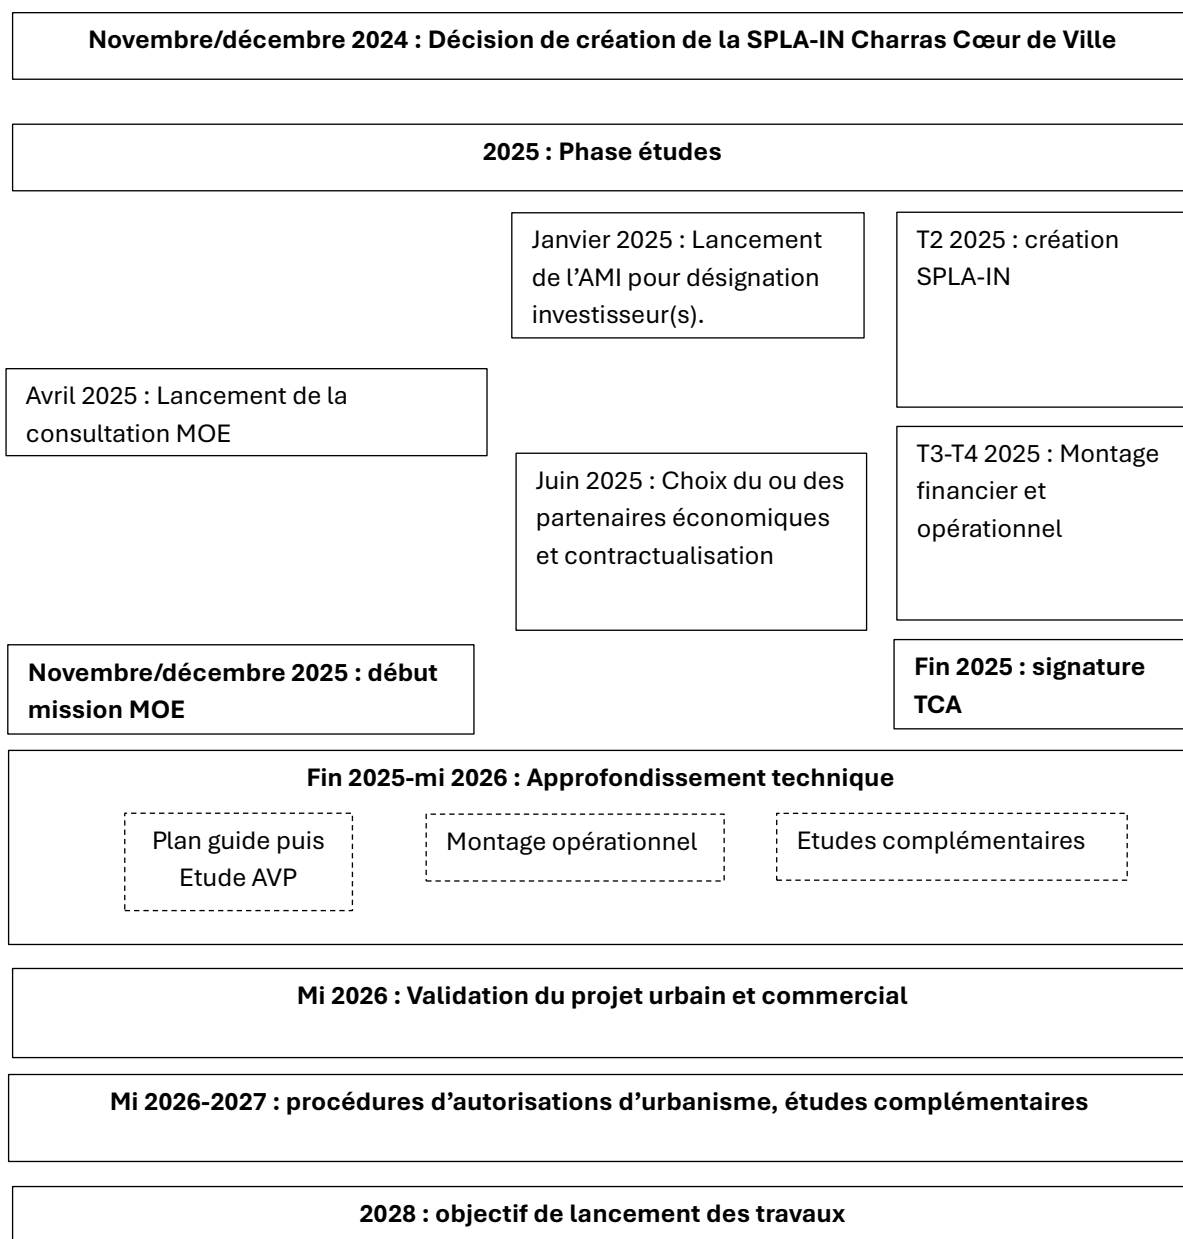 Novembre/décembre 2024 : Décision de création de la SPLA-IN Charras Cœur de Ville
2025 : Phase études
Janvier 2025 : Lancement
de l’AMI pour désignation
investisseur(s).
T2 2025 : création
SPLA-IN
Avril 2025 : Lancement de la
consultation MOE
Juin 2025 : Choix du ou des
partenaires économiques
et contractualisation
T3-T4 2025 : Montage
financier et
opérationnel
Novembre/décembre 2025 : début
mission MOE
Fin 2025 : signature
TCA
Fin 2025-mi 2026 : Approfondissement technique
Plan guide puis
Etude AVP
Montage opérationnel
Etudes complémentaires
Mi 2026 : Validation du projet urbain et commercial
Mi 2026-2027 : procédures d’autorisations d’urbanisme, études complémentaires
2028 : objectif de lancement des travaux